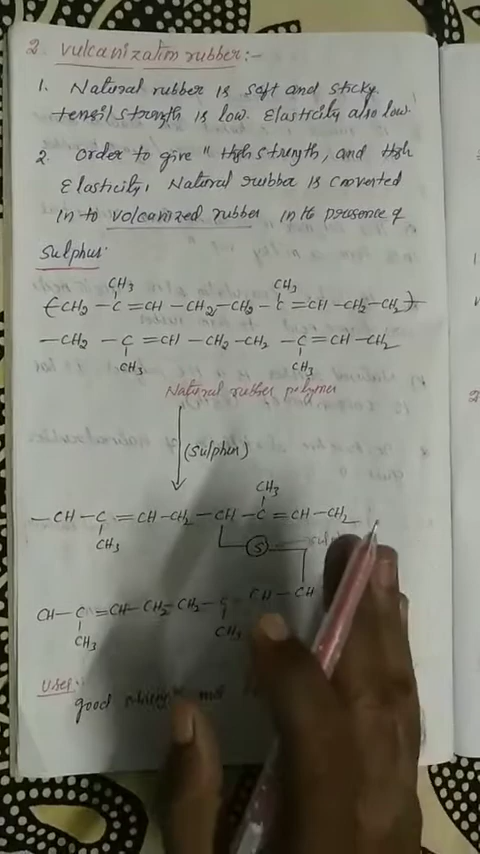 2. vulcanization rubber:-
1. Natural rubber is soft and sticky.
tensil strength is low. Elasticity also low.
2. Order to give "High strength, and High
Elasticity, Natural rubber is converted
in to volcanized rubber in the presence of
Sulphur.
CH3 CH3
(CH2 -C=CH -CH2-CH2 -C=CH -CH2-CH2)
-CH2 -C=CH -CH2-CH2 -C=CH-CH2
CH3 CH3
Natural rubber polymer
(Sulphur)
CH3
-CH-C=CH-CH2-CH-C=CH-CH2
CH3
S
CH-C=CH-CH2-CH2-C=CH-CH
CH3 CH3
Uses:
good